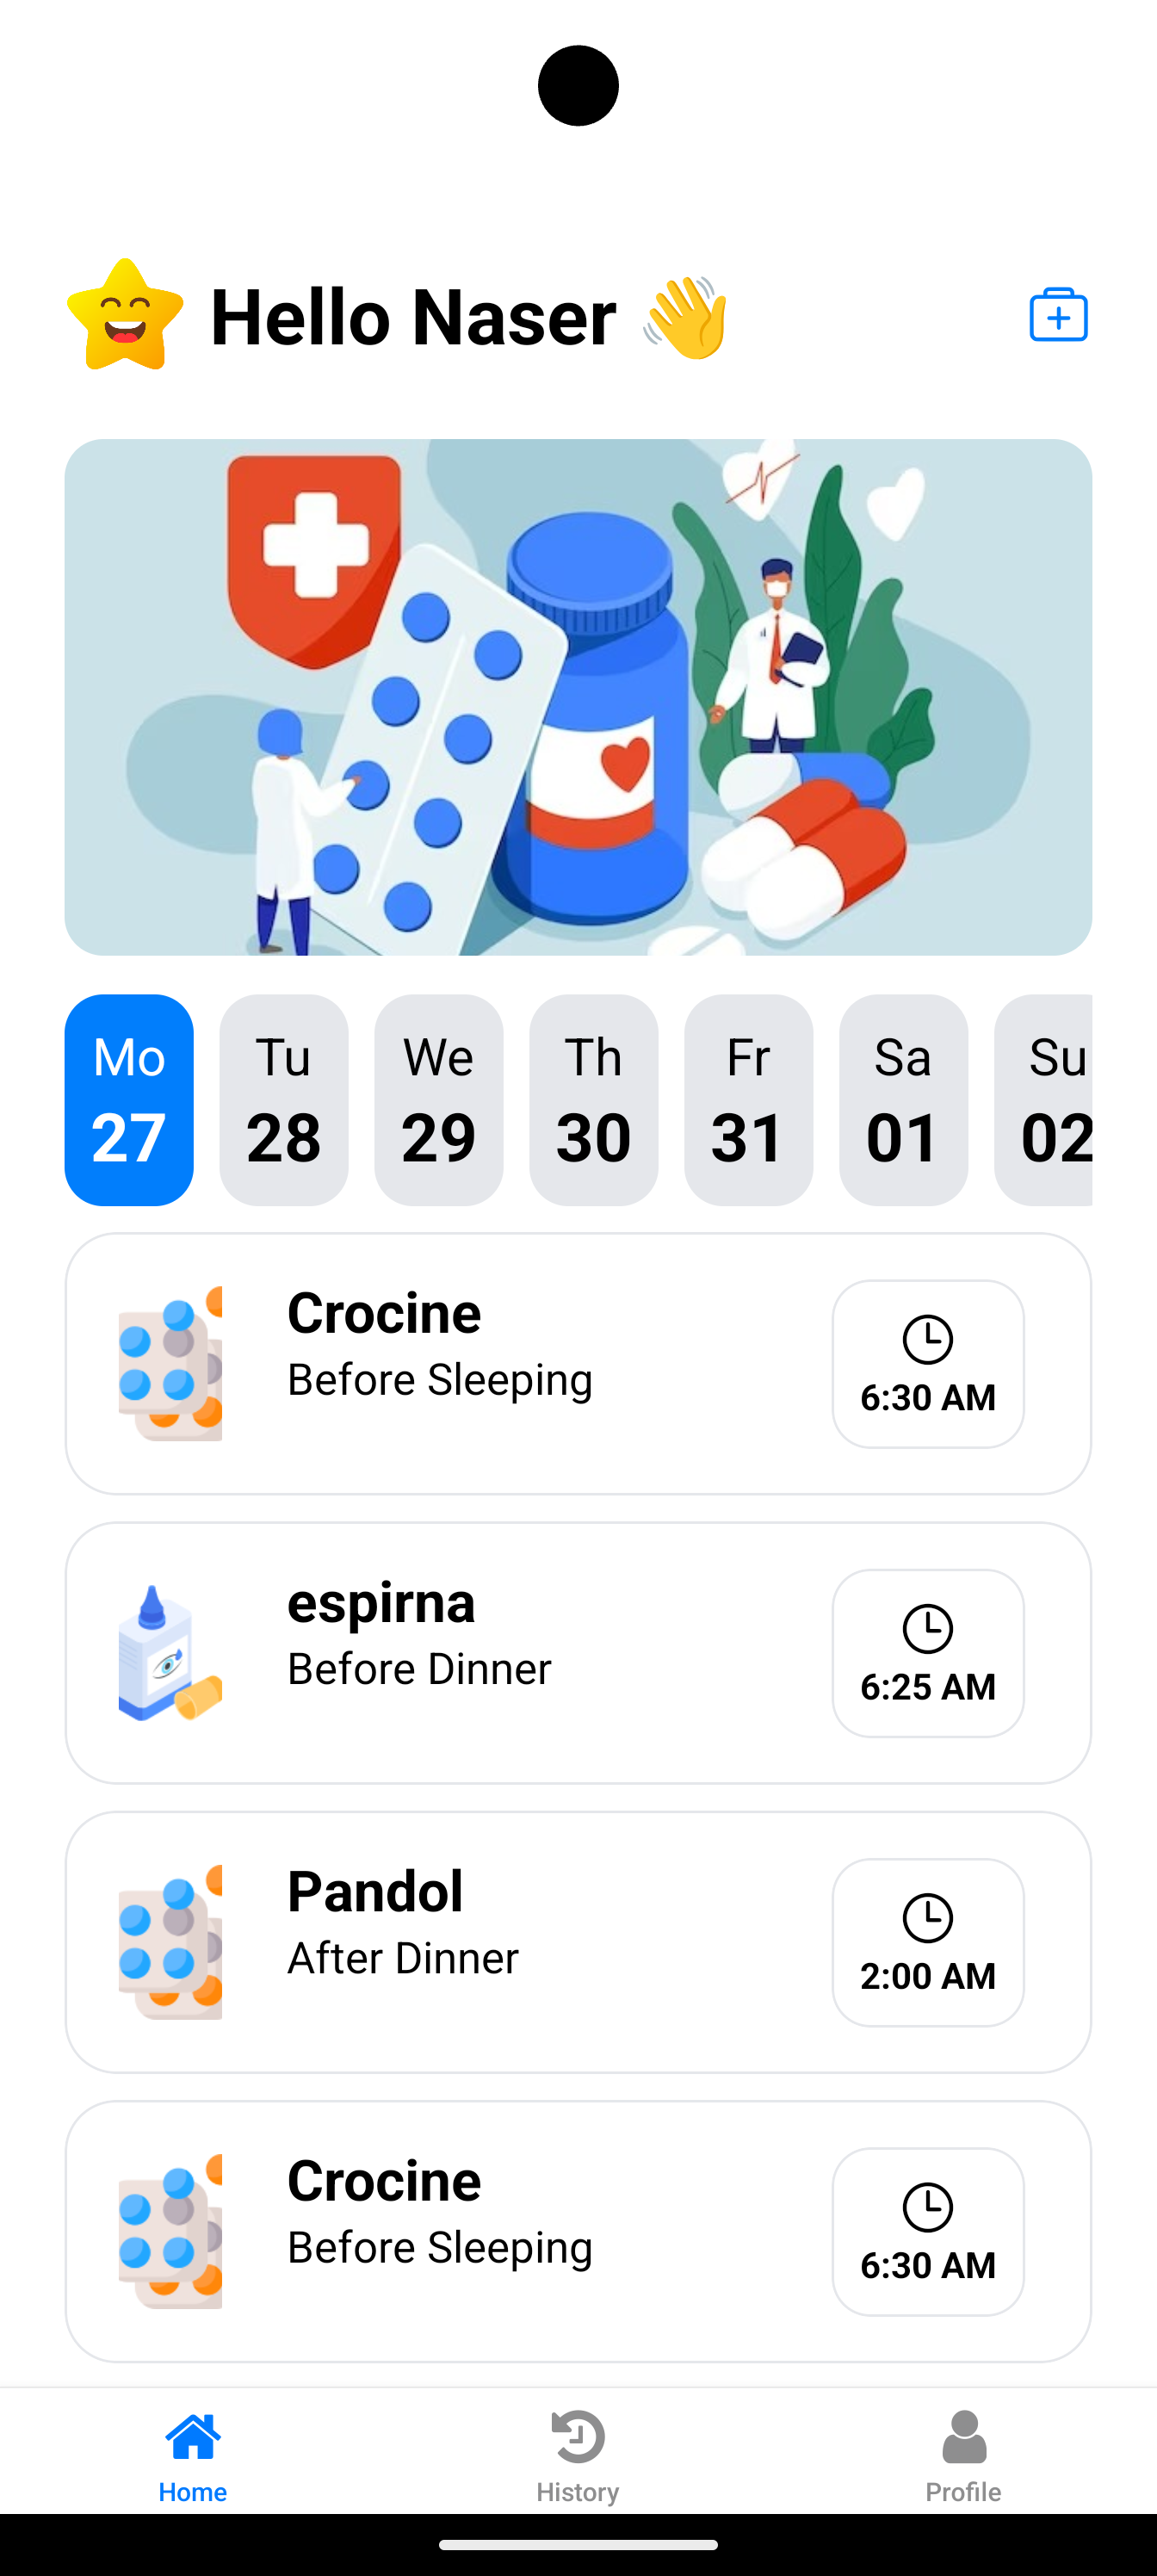 Hello Naser 👋
Mo Tu We Th Fr Sa Su
27 28 29 30 31 01 02
Crocine
Before Sleeping
6:30 AM
espirna
Before Dinner
6:25 AM
Pandol
After Dinner
2:00 AM
Crocine
Before Sleeping
6:30 AM
Home History Profile